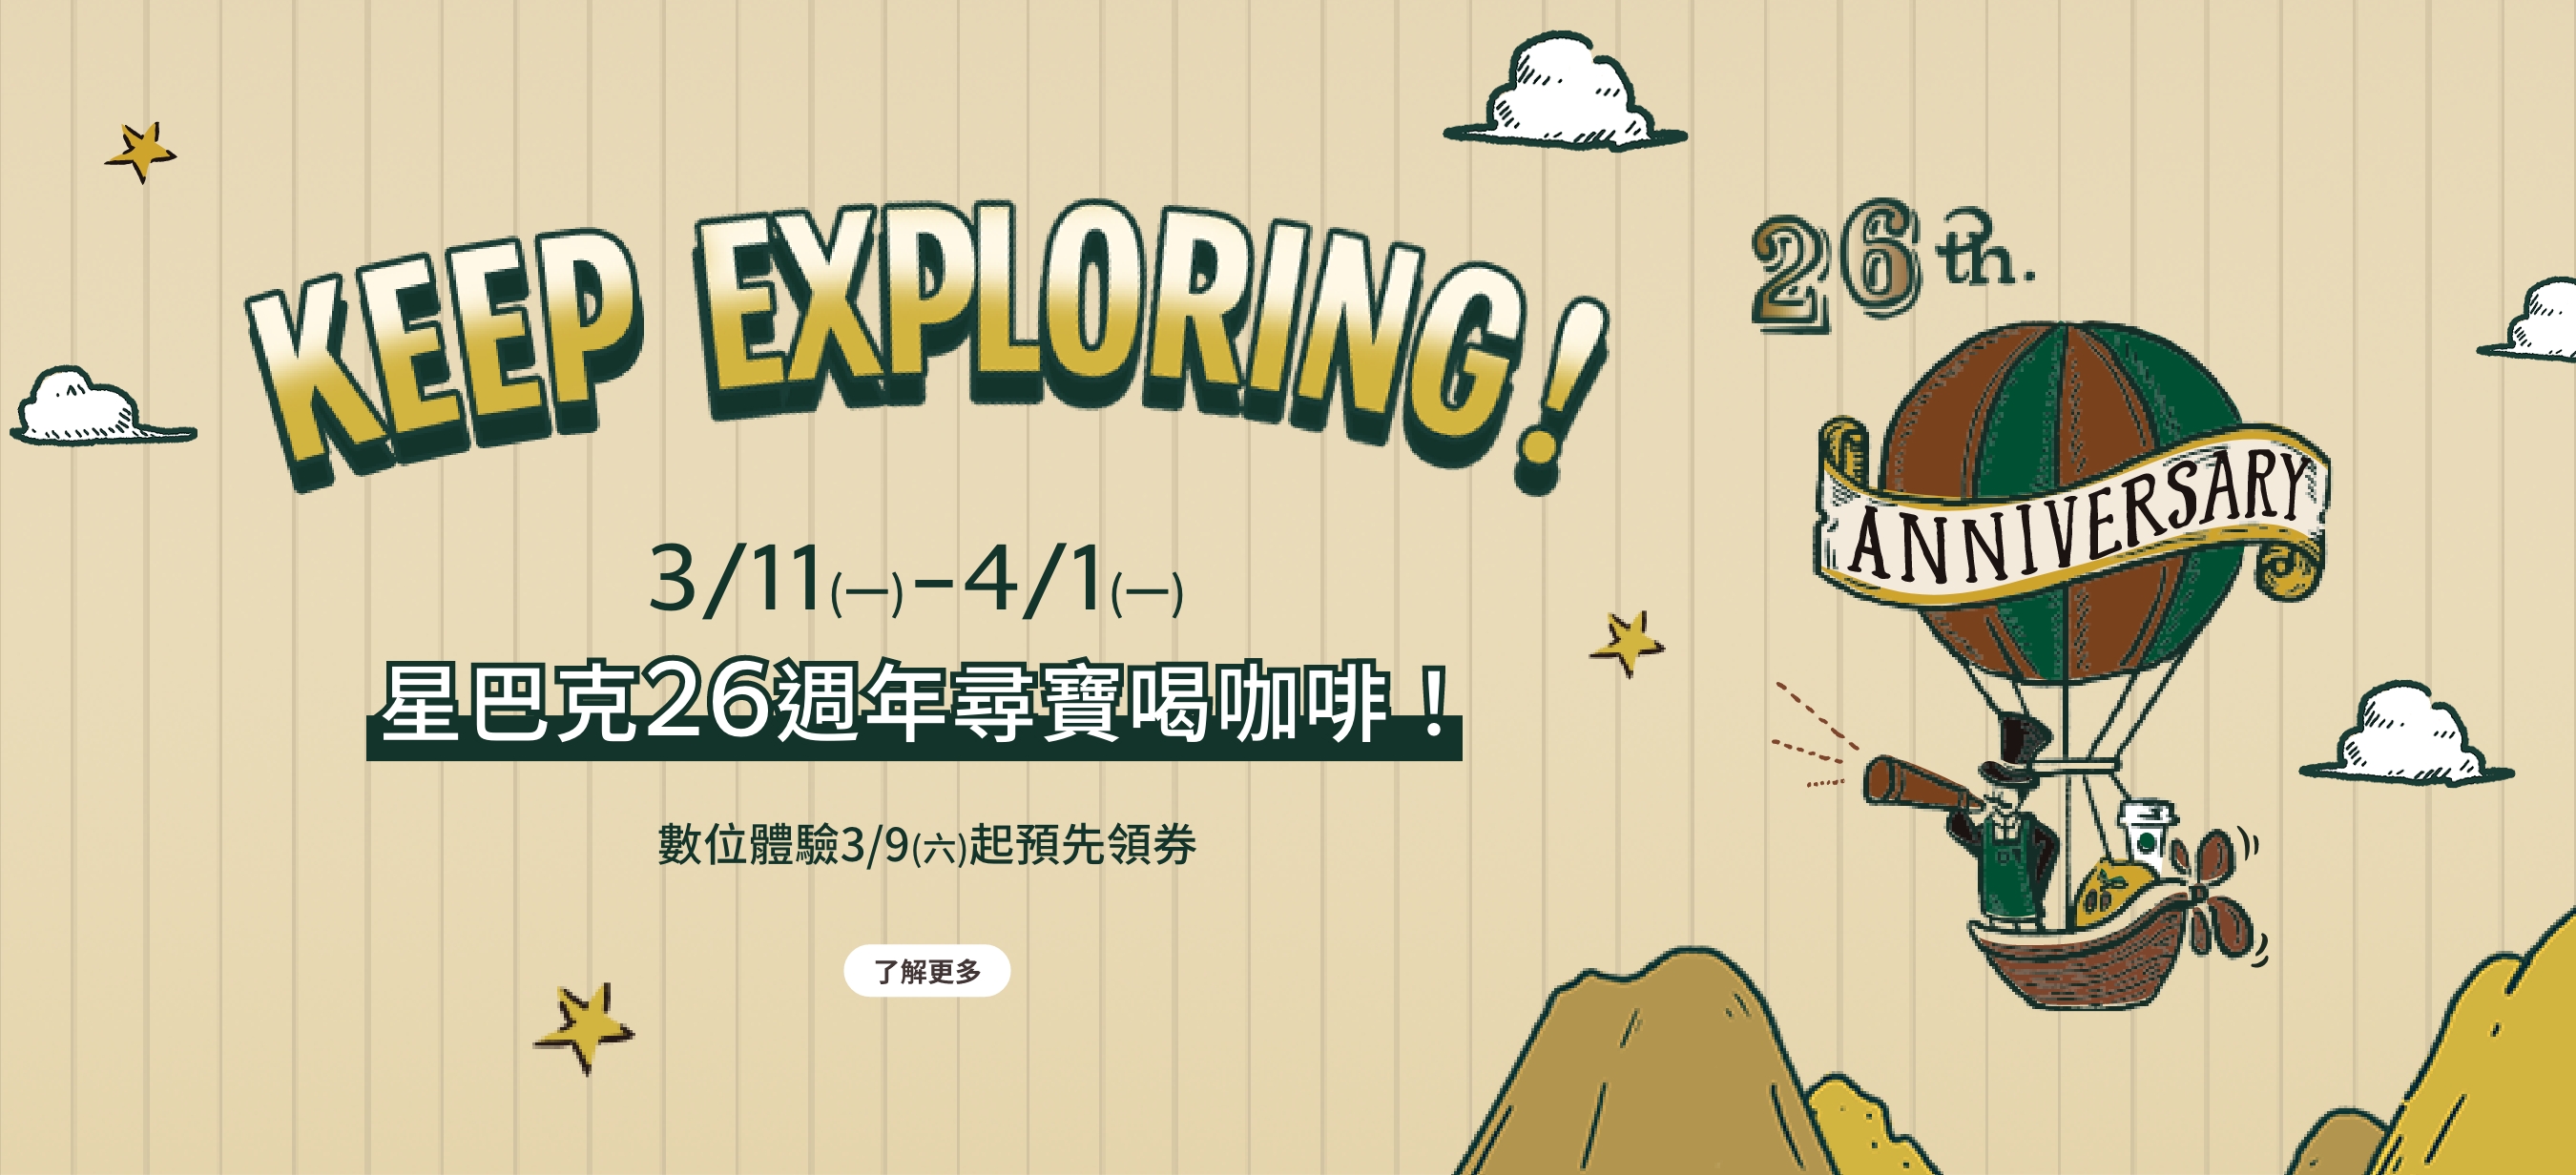 KEEP EXPLORING!
26th.
ANNIVERSARY
3/11(一)-4/1(一)
星巴克26週年尋寶喝咖啡！
數位體驗3/9(六)起預先領券
了解更多